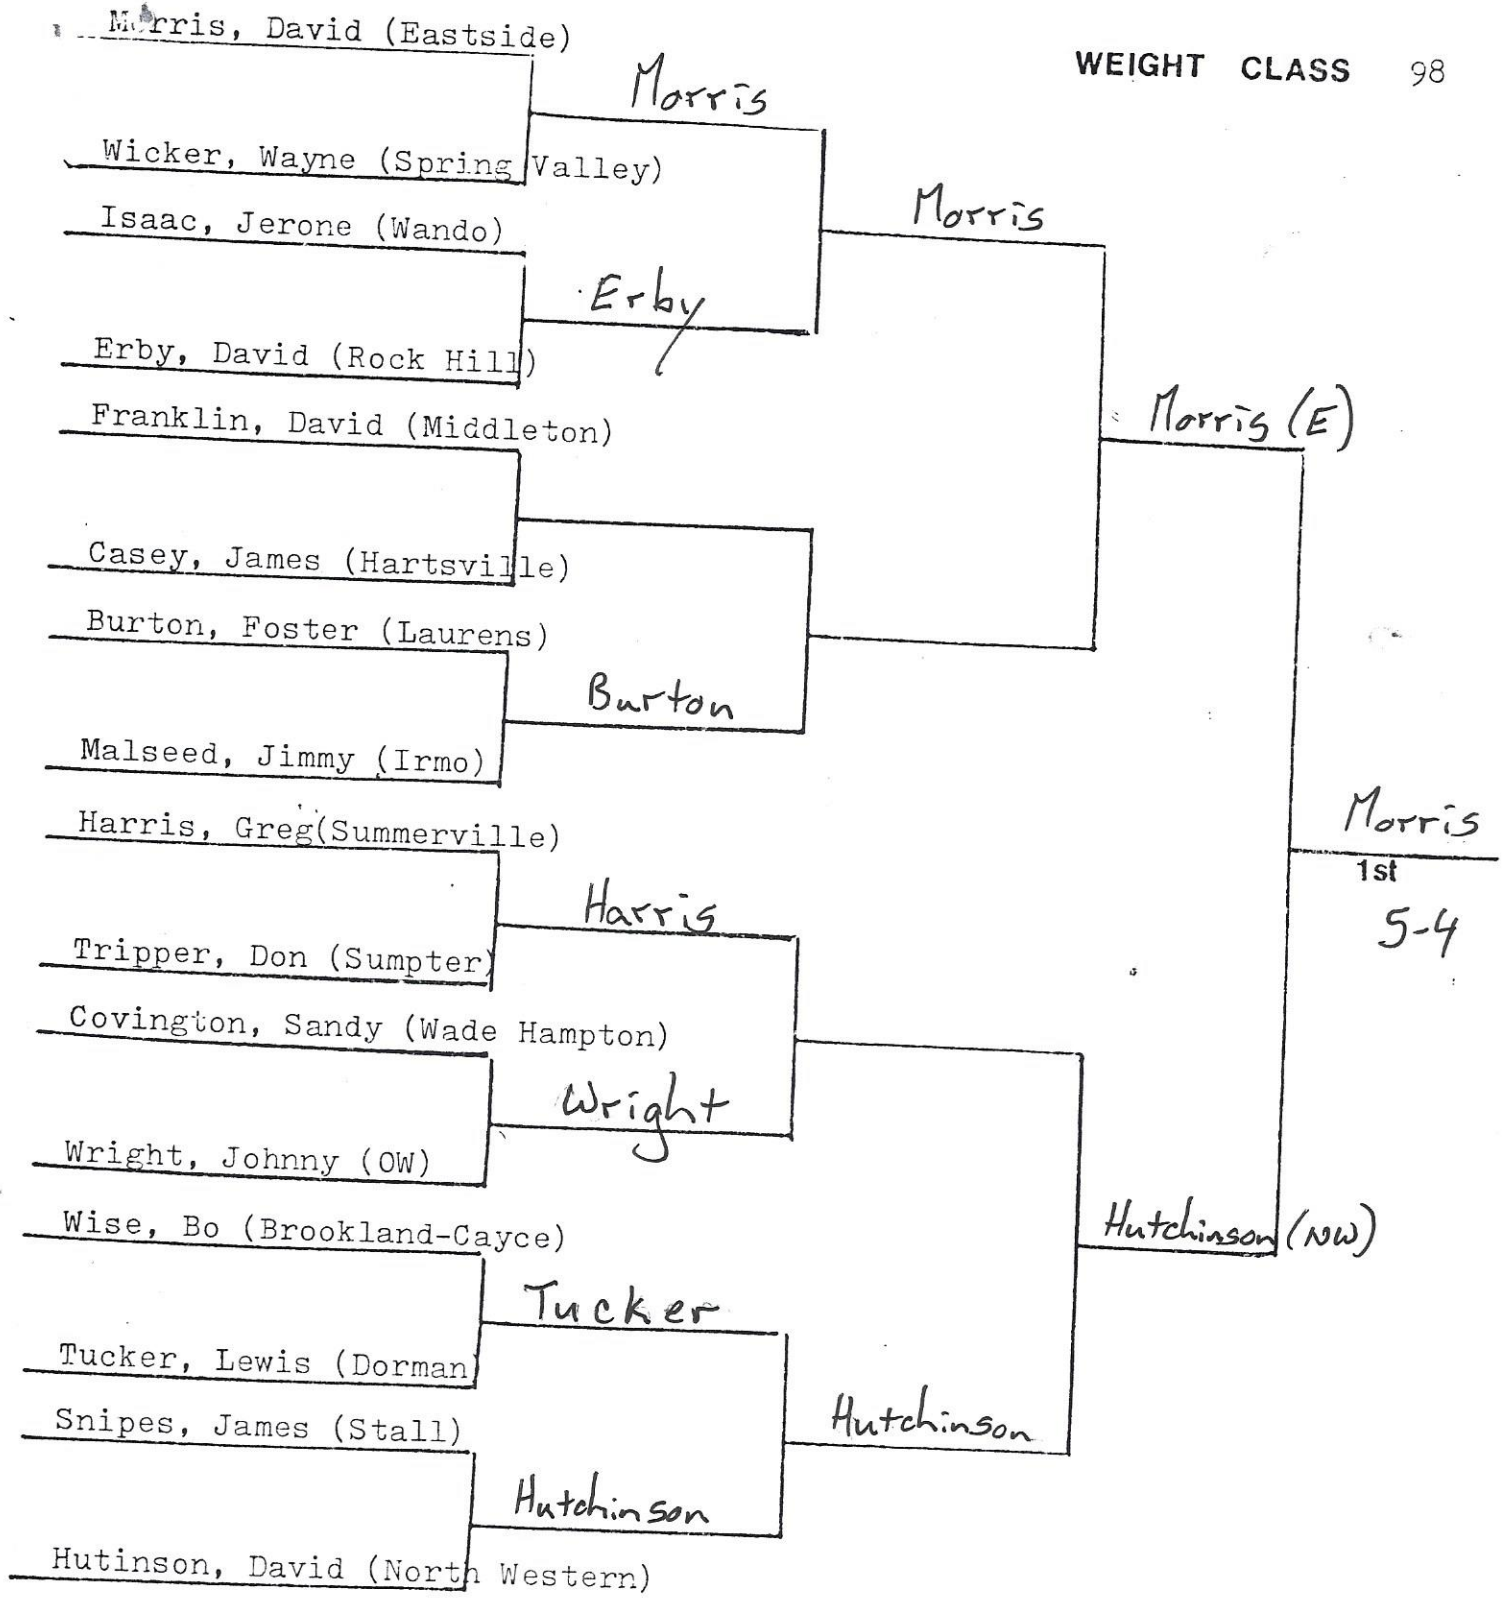 Morris, David (Eastside)
WEIGHT CLASS 98
Morris
Wicker, Wayne (Spring Valley)
Isaac, Jerone (Wando)
Morris
Erby
Erby, David (Rock Hill)
Franklin, David (Middleton)
Morris (E)
Casey, James (Hartsville)
Burton, Foster (Laurens)
Burton
Malseed, Jimmy (Irmo)
Harris, Greg(Summerville)
Morris
1st
5-4
Harris
Tripper, Don (Sumpter)
Covington, Sandy (Wade Hampton)
Wright
Wright, Johnny (OW)
Wise, Bo (Brookland-Cayce)
Hutchinson (NW)
Tucker
Tucker, Lewis (Dorman
Snipes, James (Stall)
Hutchinson
Hutchinson
Hutinson, David (North Western)